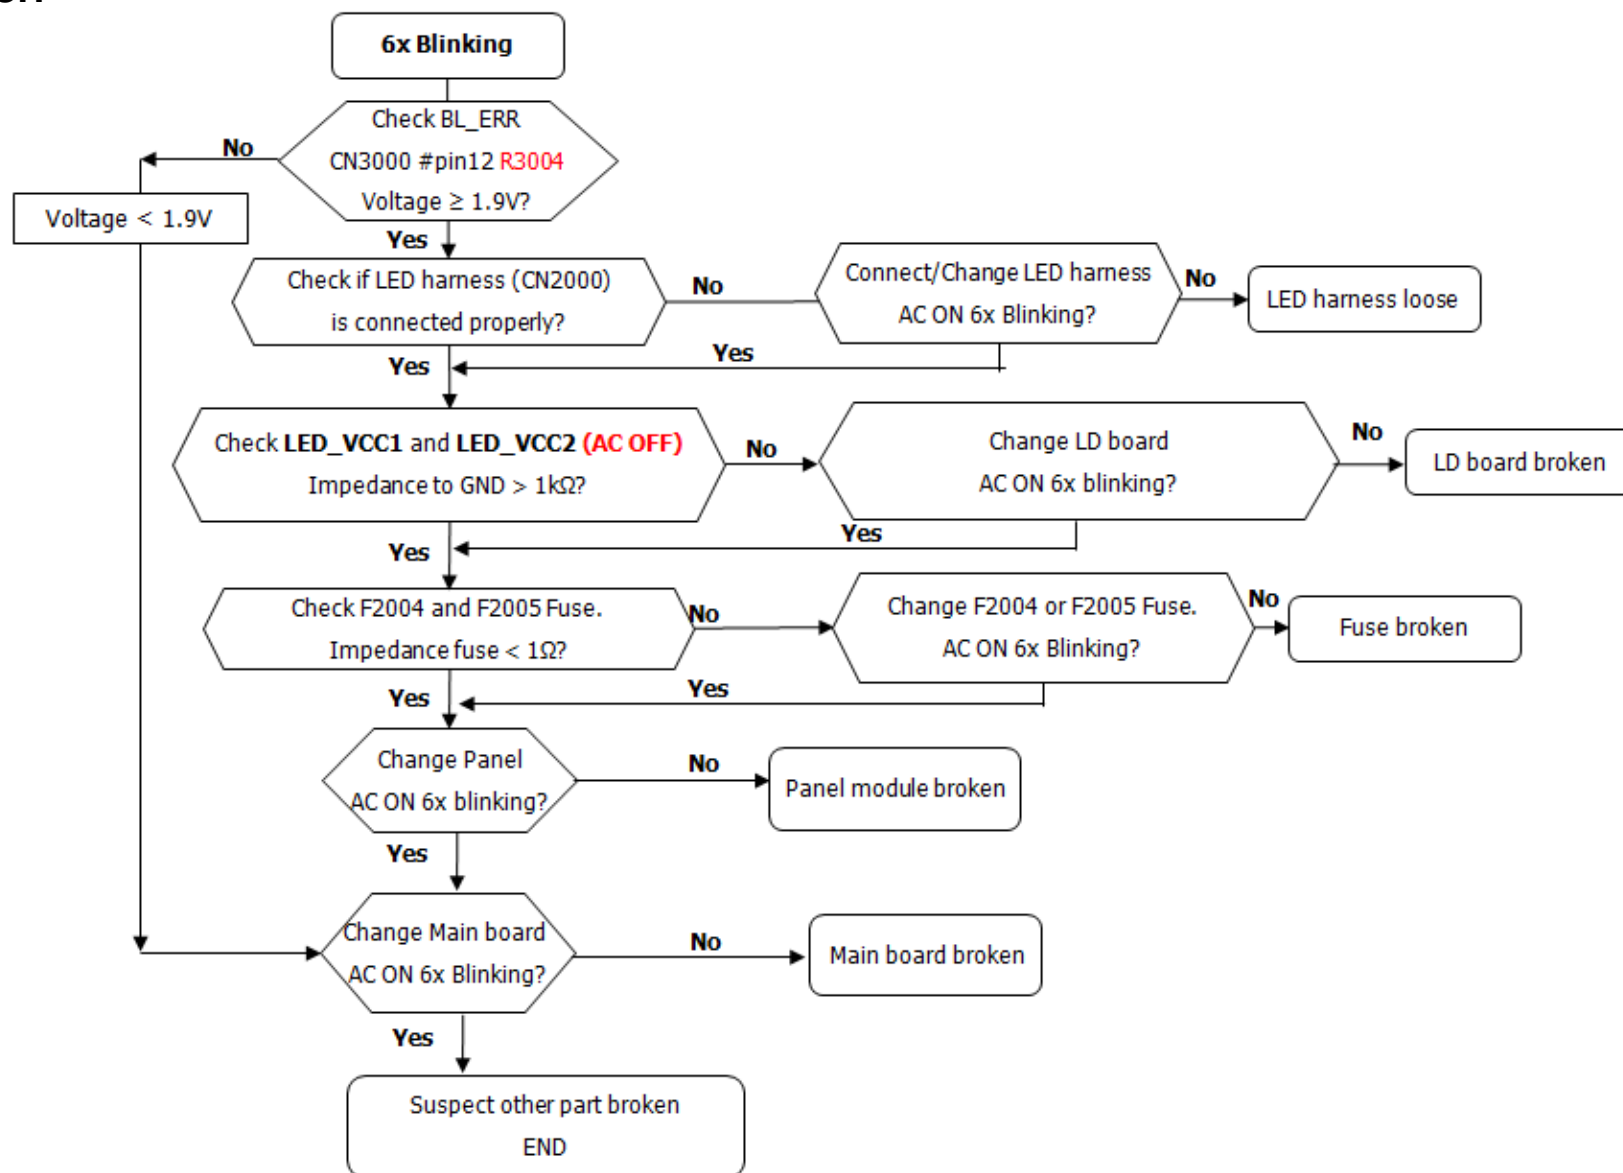 6x Blinking
Check BL_ERR
CN3000 #pin12 R3004
Voltage ≥ 1.9V?
No
Voltage < 1.9V
Yes
Check if LED harness (CN2000)
is connected properly?
No
Connect/Change LED harness
AC ON 6x Blinking?
No
LED harness loose
Yes
Yes
Check LED_VCC1 and LED_VCC2 (AC OFF)
Impedance to GND > 1kΩ?
No
Change LD board
AC ON 6x blinking?
No
LD board broken
Yes
Yes
Check F2004 and F2005 Fuse.
Impedance fuse < 1Ω?
No
Change F2004 or F2005 Fuse.
AC ON 6x Blinking?
No
Fuse broken
Yes
Yes
Change Panel
AC ON 6x blinking?
No
Panel module broken
Yes
Change Main board
AC ON 6x Blinking?
No
Main board broken
Yes
Suspect other part broken
END